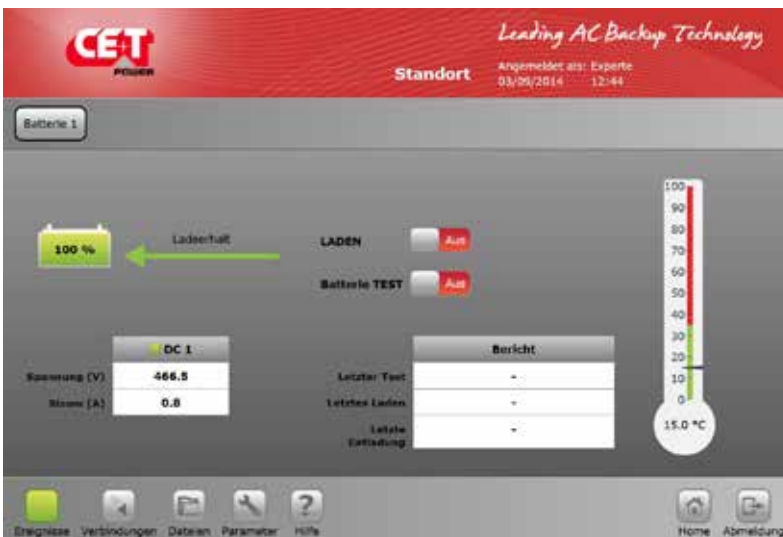 CE+T
POWER
Leading AC Backup Technology
Standort
Angemeldet als: Experte
03/09/2014 12:44
Batterie 1
100 %
Ladeerhalt
LADEN
Aus
Batterie TEST
Aus
DC 1
Spannung (V)
466.5
Strom (A)
0.8
Bericht
Letzter Test
-
Letztes Laden
-
Letzte
Entladung
-
100
90
80
70
60
50
40
30
20
10
0
15.0 °C
Ereignisse
Verbindungen
Dateien
Parameter
Hilfe
Home
Abmeldung